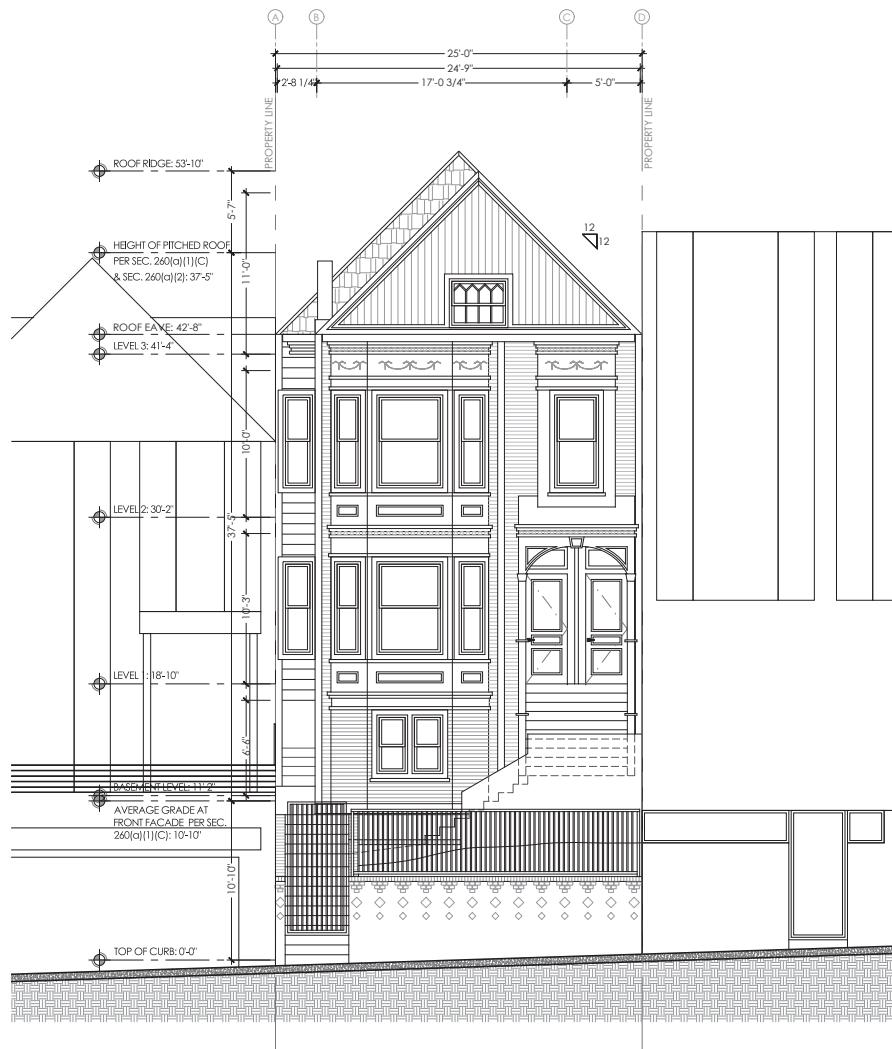 A B C D
25'-0"
24'-9"
2'-8 1/4" 17'-0 3/4" 5'-0"
PROPERTY LINE
PROPERTY LINE
ROOF RIDGE: 53'-10"
5'-7"
12
12
HEIGHT OF PITCHED ROOF
PER SEC. 260(a)(1)(C)
& SEC. 260(a)(2): 37'-5"
11'-0"
ROOF EAVE: 42'-8"
LEVEL 3: 41'-4"
10'-0"
LEVEL 2: 30'-2"
37'-5"
10'-3"
LEVEL 1: 18'-10"
6'-6"
BASEMENT LEVEL: 11'-2"
AVERAGE GRADE AT
FRONT FACADE PER SEC.
260(a)(1)(C): 10'-10"
10'-10"
TOP OF CURB: 0'-0"